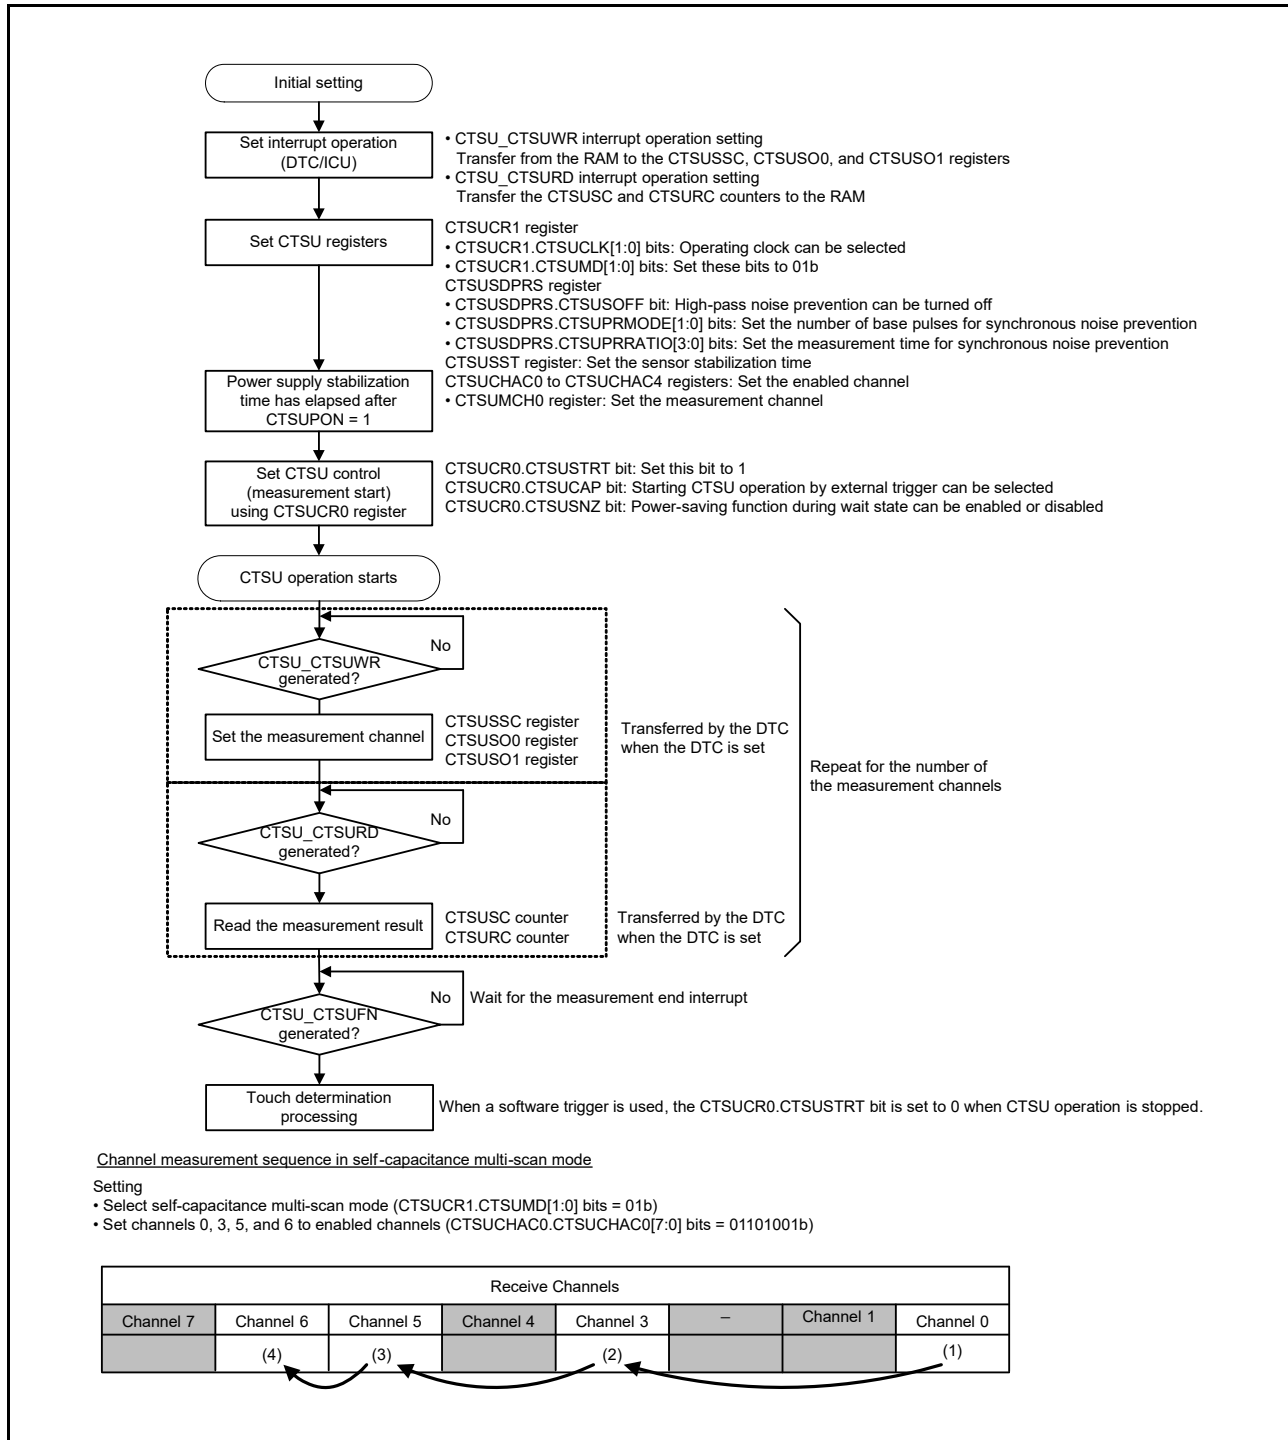 Initial setting
Set interrupt operation
(DTC/ICU)
• CTSU_CTSUWR interrupt operation setting
Transfer from the RAM to the CTSUSSC, CTSUSO0, and CTSUSO1 registers
• CTSU_CTSURD interrupt operation setting
Transfer the CTSUSC and CTSURC counters to the RAM
Set CTSU registers
CTSUCR1 register
• CTSUCR1.CTSUCLK[1:0] bits: Operating clock can be selected
• CTSUCR1.CTSUMD[1:0] bits: Set these bits to 01b
CTSUSDPRS register
• CTSUSDPRS.CTSUSOFF bit: High-pass noise prevention can be turned off
• CTSUSDPRS.CTSUPRMODE[1:0] bits: Set the number of base pulses for synchronous noise prevention
• CTSUSDPRS.CTSUPRRATIO[3:0] bits: Set the measurement time for synchronous noise prevention
CTSUSST register: Set the sensor stabilization time
CTSUCHAC0 to CTSUCHAC4 registers: Set the enabled channel
• CTSUMCH0 register: Set the measurement channel
Power supply stabilization
time has elapsed after
CTSUPON = 1
Set CTSU control
(measurement start)
using CTSUCR0 register
CTSUCR0.CTSUSTRT bit: Set this bit to 1
CTSUCR0.CTSUCAP bit: Starting CTSU operation by external trigger can be selected
CTSUCR0.CTSUSNZ bit: Power-saving function during wait state can be enabled or disabled
CTSU operation starts
No
CTSU_CTSUWR
generated?
Set the measurement channel
CTSUSSC register
CTSUSO0 register
CTSUSO1 register
Transferred by the DTC
when the DTC is set
Repeat for the number of
the measurement channels
No
CTSU_CTSURD
generated?
Read the measurement result
CTSUSC counter
CTSURC counter
Transferred by the DTC
when the DTC is set
No
Wait for the measurement end interrupt
CTSU_CTSUFN
generated?
Touch determination
processing
When a software trigger is used, the CTSUCR0.CTSUSTRT bit is set to 0 when CTSU operation is stopped.
Channel measurement sequence in self-capacitance multi-scan mode
Setting
• Select self-capacitance multi-scan mode (CTSUCR1.CTSUMD[1:0] bits = 01b)
• Set channels 0, 3, 5, and 6 to enabled channels (CTSUCHAC0.CTSUCHAC0[7:0] bits = 01101001b)
Receive Channels
Channel 7 Channel 6 Channel 5 Channel 4 Channel 3 – Channel 1 Channel 0
(4) (3) (2) (1)